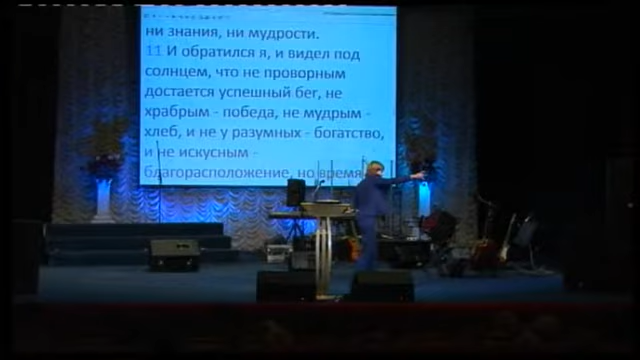 ни знания, ни мудрости.
11 И обратился я, и видел под
солнцем, что не проворным
достается успешный бег, не
храбрым - победа, не мудрым -
хлеб, и не у разумных - богатство,
и не искусным -
благорасположение, но время